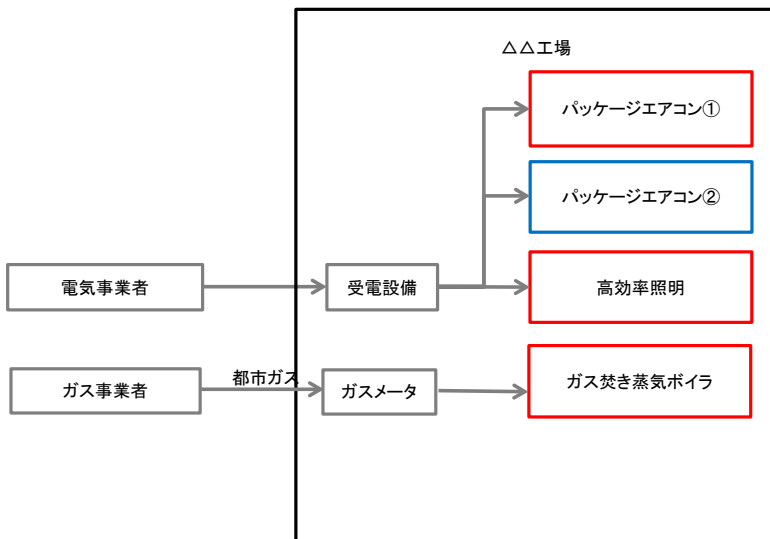 △△工場
パッケージエアコン①
パッケージエアコン②
電気事業者
受電設備
高効率照明
ガス事業者
都市ガス
ガスメータ
ガス焚き蒸気ボイラ